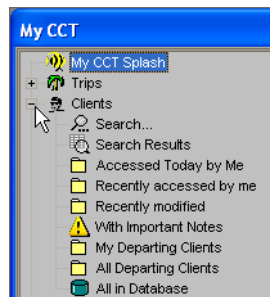 My CCT
My CCT Splash
Trips
Clients
Search...
Search Results
Accessed Today by Me
Recently accessed by me
Recently modified
With Important Notes
My Departing Clients
All Departing Clients
All in Database